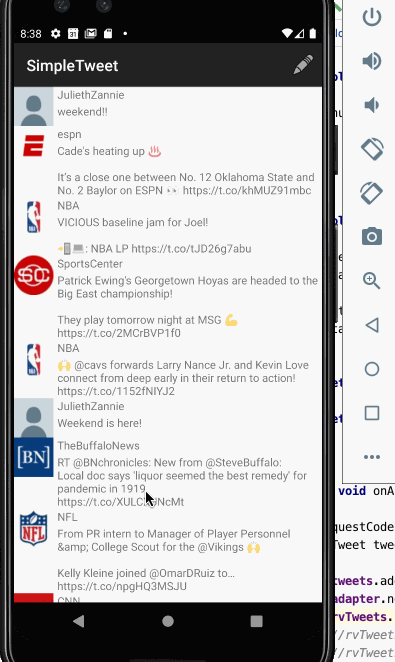 8:38
31
SimpleTweet
JuliethZannie
weekend!!
espn
Cade's heating up ♨️
It's a close one between No. 12 Oklahoma State and
No. 2 Baylor on ESPN 👀 https://t.co/khMUZ91mbc
NBA
VICIOUS baseline jam for Joel!
📲💻: NBA LP https://t.co/tJD26g7abu
SportsCenter
Patrick Ewing's Georgetown Hoyas are headed to the
Big East championship!
They play tomorrow night at MSG 💪
https://t.co/2MCrBVP1f0
NBA
🙌 @cavs forwards Larry Nance Jr. and Kevin Love
connect from deep early in their return to action!
https://t.co/1152fNIYJ2
JuliethZannie
Weekend is here!
[BN]
TheBuffaloNews
RT @BNchronicles: New from @SteveBuffalo:
Local doc says 'liquor seemed the best remedy' for
pandemic in 1919
NFL
From PR intern to Manager of Player Personnel
&amp; College Scout for the @Vikings 🙌
Kelly Kleine joined @OmarDRuiz to…
https://t.co/npgHQ3MSJU
CNN
void onA
questCode
Tweet twe
tweets.ad
adapter.n
rvTweets.
//rvTweet
//rvTweet